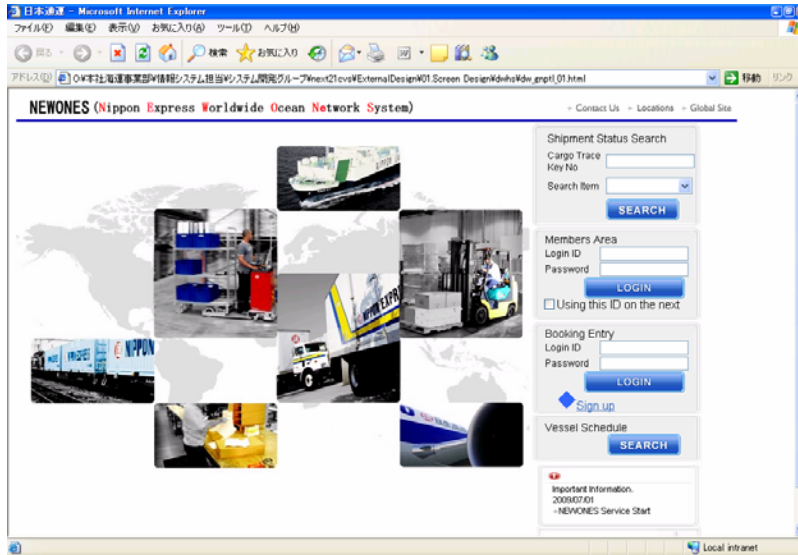 日本通運 - Microsoft Internet Explorer
ファイル(F) 編集(E) 表示(V) お気に入り(A) ツール(T) ヘルプ(H)
戻る 検索 お気に入り
アドレス(D) O:¥本社海運事業部¥情報システム担当¥システム開発グループ¥next21cvs¥ExternalDesign¥01.Screen Design¥dwhs¥dw_gnptl_01.html 移動 リンク
NEWONES (Nippon Express Worldwide Ocean Network System)
Contact Us Locations Global Site
Shipment Status Search
Cargo Trace
Key No
Search Item
SEARCH
Members Area
Login ID
Password
LOGIN
Using this ID on the next
Booking Entry
Login ID
Password
LOGIN
Sign up
Vessel Schedule
SEARCH
Important Information.
2009/07/01
-NEWONES Service Start
NIPPON EXPR
NIPPON
Local intranet